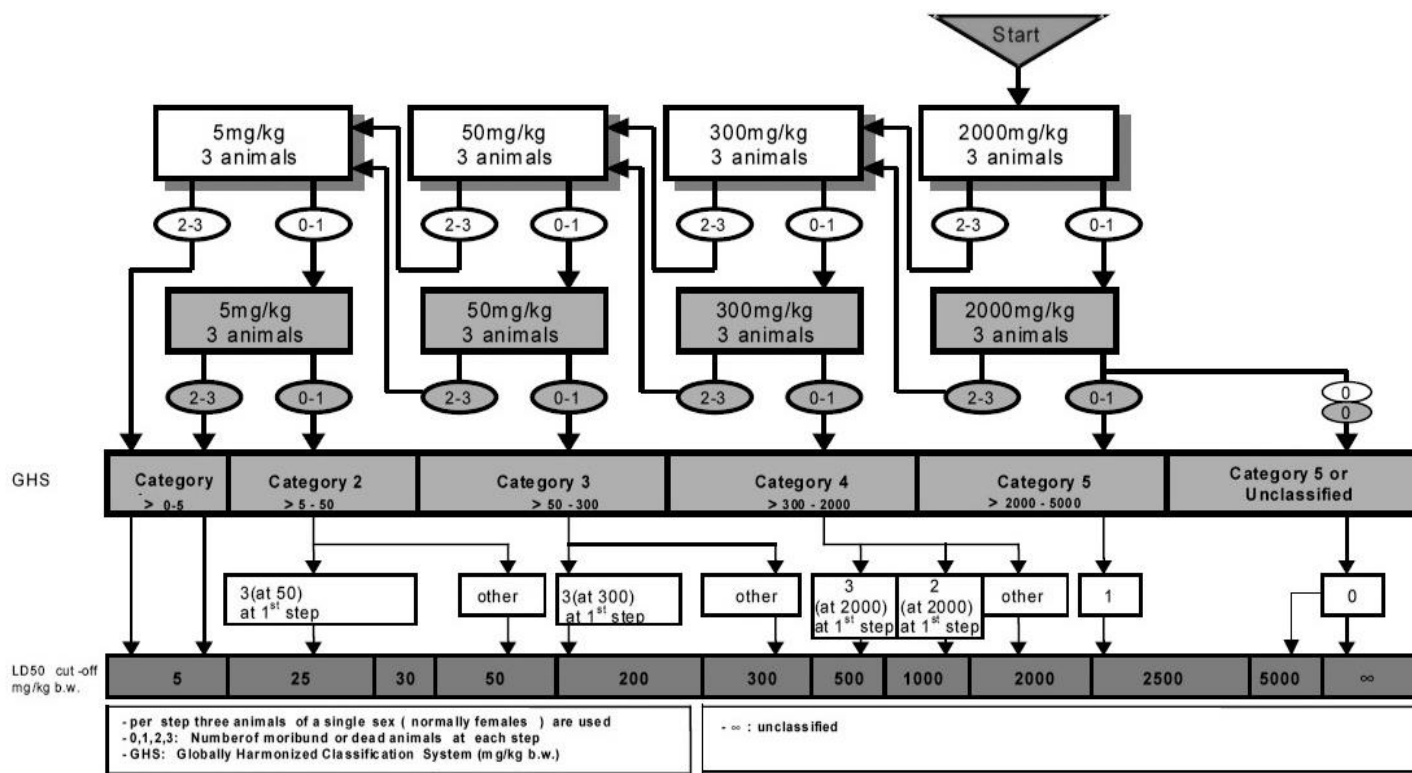 Start
5mg/kg
3 animals
50mg/kg
3 animals
300mg/kg
3 animals
2000mg/kg
3 animals
2-3
0-1
2-3
0-1
2-3
0-1
2-3
0-1
5mg/kg
3 animals
50mg/kg
3 animals
300mg/kg
3 animals
2000mg/kg
3 animals
2-3
0-1
2-3
0-1
2-3
0-1
2-3
0-1
0
0
GHS
Category
> 0-5
Category 2
> 5 - 50
Category 3
> 50 - 300
Category 4
> 300 - 2000
Category 5
> 2000 - 5000
Category 5 or
Unclassified
3(at 50)
at 1st step
other
3(at 300)
at 1st step
other
3
(at 2000)
at 1st step
2
(at 2000)
at 1st step
other
1
0
LD50 cut -off
mg/kg b.w.
5
25
30
50
200
300
500
1000
2000
2500
5000
∞
- per step three animals of a single sex ( normally females ) are used
- 0,1,2,3: Numberof moribund or dead animals at each step
- GHS: Globally Harmonized Classification System (mg/kg b.w.)
- ∞ : unclassified